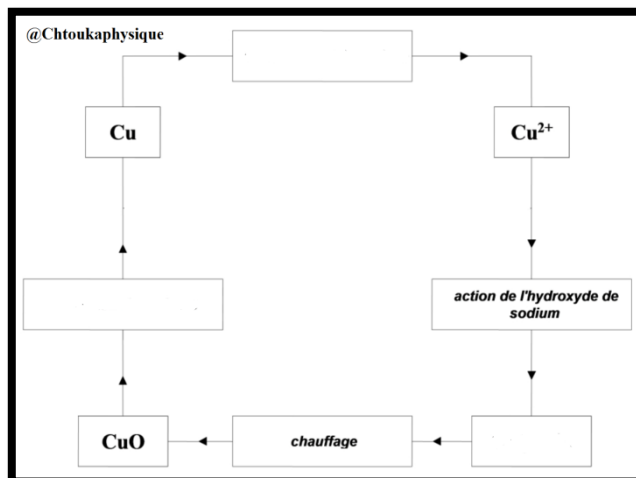 @Chtoukaphysique
Cu
Cu²⁺
action de l'hydroxyde de
sodium
CuO
chauffage